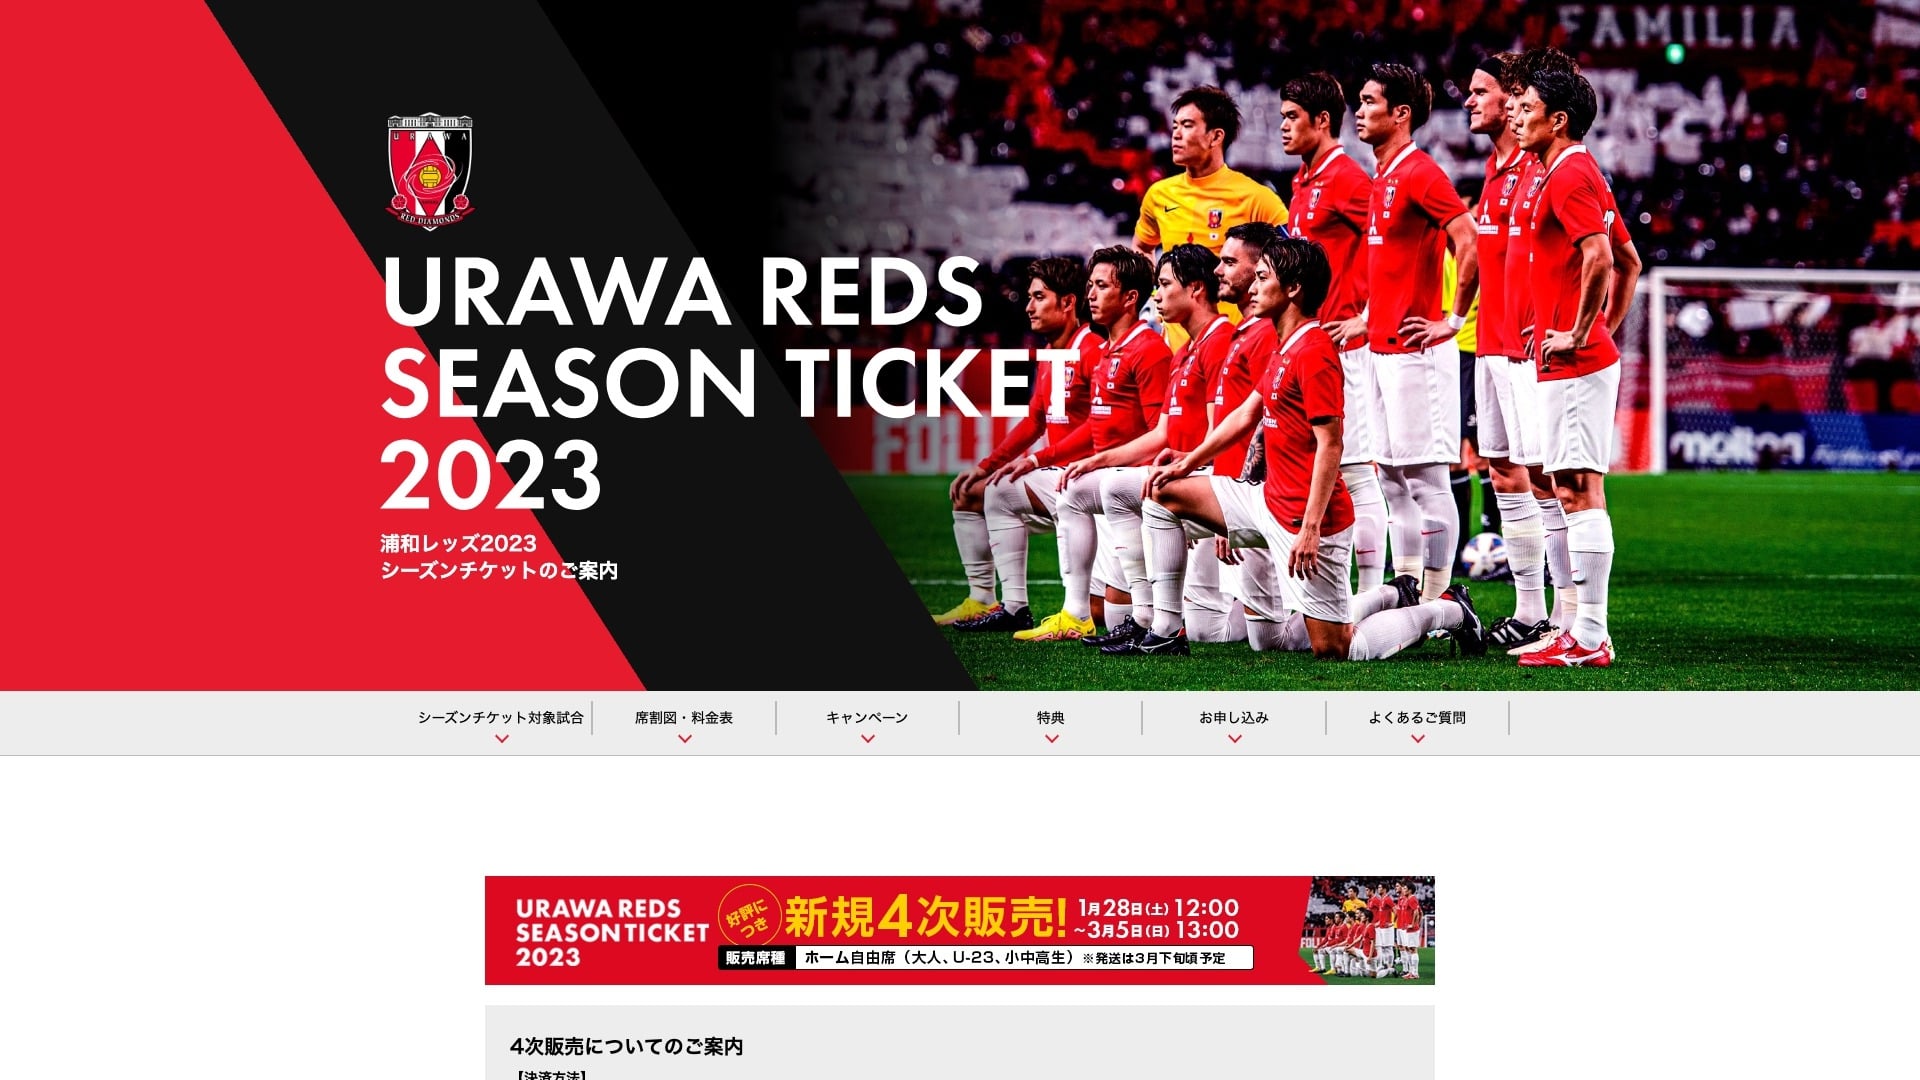 FAMILIA
URAWA
RED DIAMONDS
URAWA REDS
SEASON TICKET
2023
浦和レッズ2023
シーズンチケットのご案内
molten
シーズンチケット対象試合
席割図・料金表
キャンペーン
特典
お申し込み
よくあるご質問
URAWA REDS
SEASON TICKET
2023
好評に
つき
新規4次販売!
1月28日(土) 12:00
~3月5日(日) 13:00
販売席種 ホーム自由席(大人、U-23、小中高生) ※発送は3月下旬頃予定
4次販売についてのご案内
【決済方法】